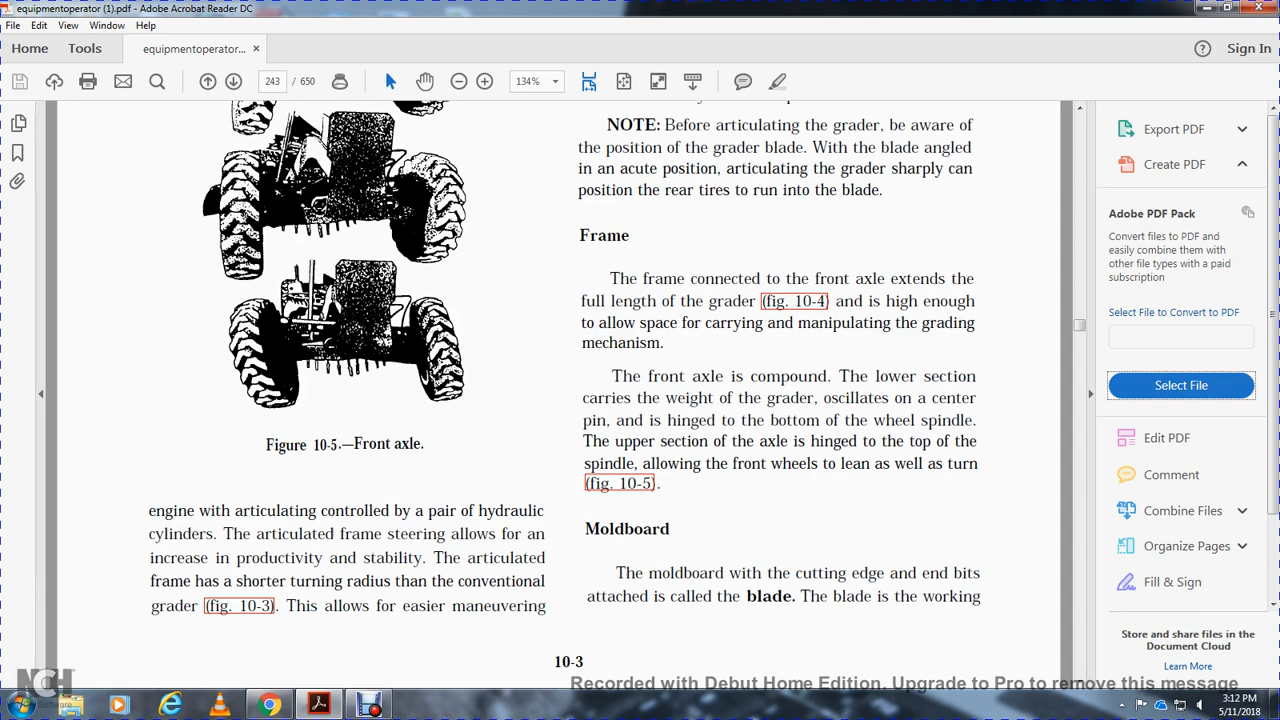 equipmentoperator (1).pdf - Adobe Acrobat Reader DC
File Edit View Window Help
Home Tools equipmentoperator... × Sign In
243 / 650 134%
NOTE: Before articulating the grader, be aware of
the position of the grader blade. With the blade angled
in an acute position, articulating the grader sharply can
position the rear tires to run into the blade.
Frame
The frame connected to the front axle extends the
full length of the grader (fig. 10-4) and is high enough
to allow space for carrying and manipulating the grading
mechanism.
The front axle is compound. The lower section
carries the weight of the grader, oscillates on a center
pin, and is hinged to the bottom of the wheel spindle.
The upper section of the axle is hinged to the top of the
spindle, allowing the front wheels to lean as well as turn
(fig. 10-5).
Moldboard
The moldboard with the cutting edge and end bits
attached is called the blade. The blade is the working
Figure 10-5.—Front axle.
engine with articulating controlled by a pair of hydraulic
cylinders. The articulated frame steering allows for an
increase in productivity and stability. The articulated
frame has a shorter turning radius than the conventional
grader (fig. 10-3). This allows for easier maneuvering
10-3
Export PDF
Create PDF
Adobe PDF Pack
Convert files to PDF and
easily combine them with
other file types with a paid
subscription
Select File to Convert to PDF
Select File
Edit PDF
Comment
Combine Files
Organize Pages
Fill & Sign
Store and share files in the
Document Cloud
Learn More
NCH
Recorded with Debut Home Edition. Upgrade to Pro to remove this message
3:12 PM
5/11/2018